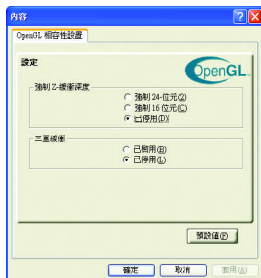 內容
OpenGL 相容性設置
設定
OpenGL
強制 Z-緩衝深度
強制 24-位元(2)
強制 16 位元(C)
已停用(D)
三重緩衝
已啟用(B)
已停用(L)
預設值(F)
確定
取消
套用(A)